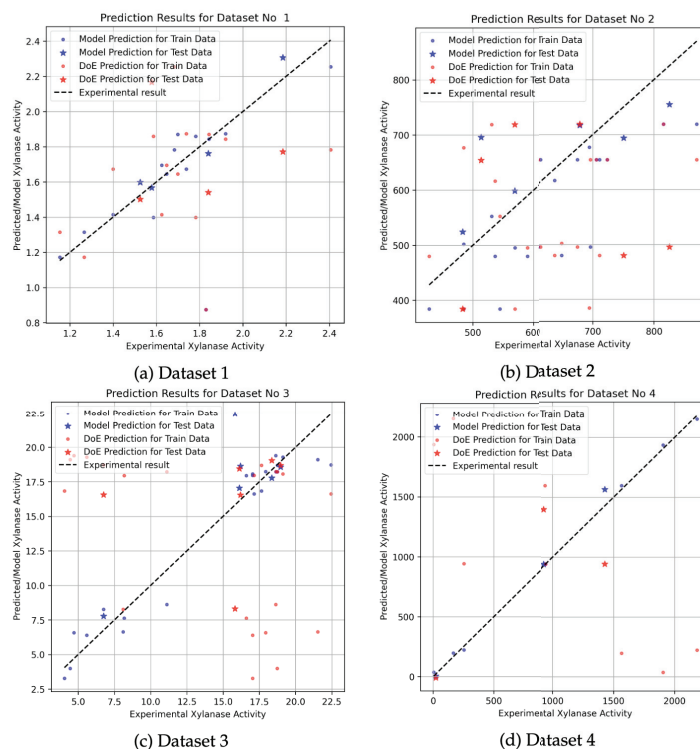 Prediction Results for Dataset No 1
Model Prediction for Train Data
Model Prediction for Test Data
DoE Prediction for Train Data
DoE Prediction for Test Data
Experimental result
Predicted/Model Xylanase Activity
2.4
2.2
2.0
1.8
1.6
1.4
1.2
1.0
0.8
1.2 1.4 1.6 1.8 2.0 2.2 2.4
Experimental Xylanase Activity
(a) Dataset 1
Prediction Results for Dataset No 2
Model Prediction for Train Data
Model Prediction for Test Data
DoE Prediction for Train Data
DoE Prediction for Test Data
Experimental result
Predicted/Model Xylanase Activity
800
700
600
500
400
500 600 700 800
Experimental Xylanase Activity
(b) Dataset 2
Prediction Results for Dataset No 3
Model Prediction for Train Data
Model Prediction for Test Data
DoE Prediction for Train Data
DoE Prediction for Test Data
Experimental result
Predicted/Model Xylanase Activity
22.5
20.0
17.5
15.0
12.5
10.0
7.5
5.0
2.5
5.0 7.5 10.0 12.5 15.0 17.5 20.0 22.5
Experimental Xylanase Activity
(c) Dataset 3
Prediction Results for Dataset No 4
Model Prediction for Train Data
Model Prediction for Test Data
DoE Prediction for Train Data
DoE Prediction for Test Data
Experimental result
Predicted/Model Xylanase Activity
2000
1500
1000
500
0
0 500 1000 1500 2000
Experimental Xylanase Activity
(d) Dataset 4